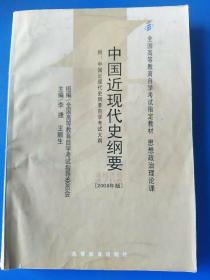 全国高等教育自学考试指定教材 思想政治理论课
中国近现代史纲要
附：中国近现代史纲要自学考试大纲
[2008年版]
组编／全国高等教育自学考试指导委员会
主编／李捷 王顺生
高等教育出版社